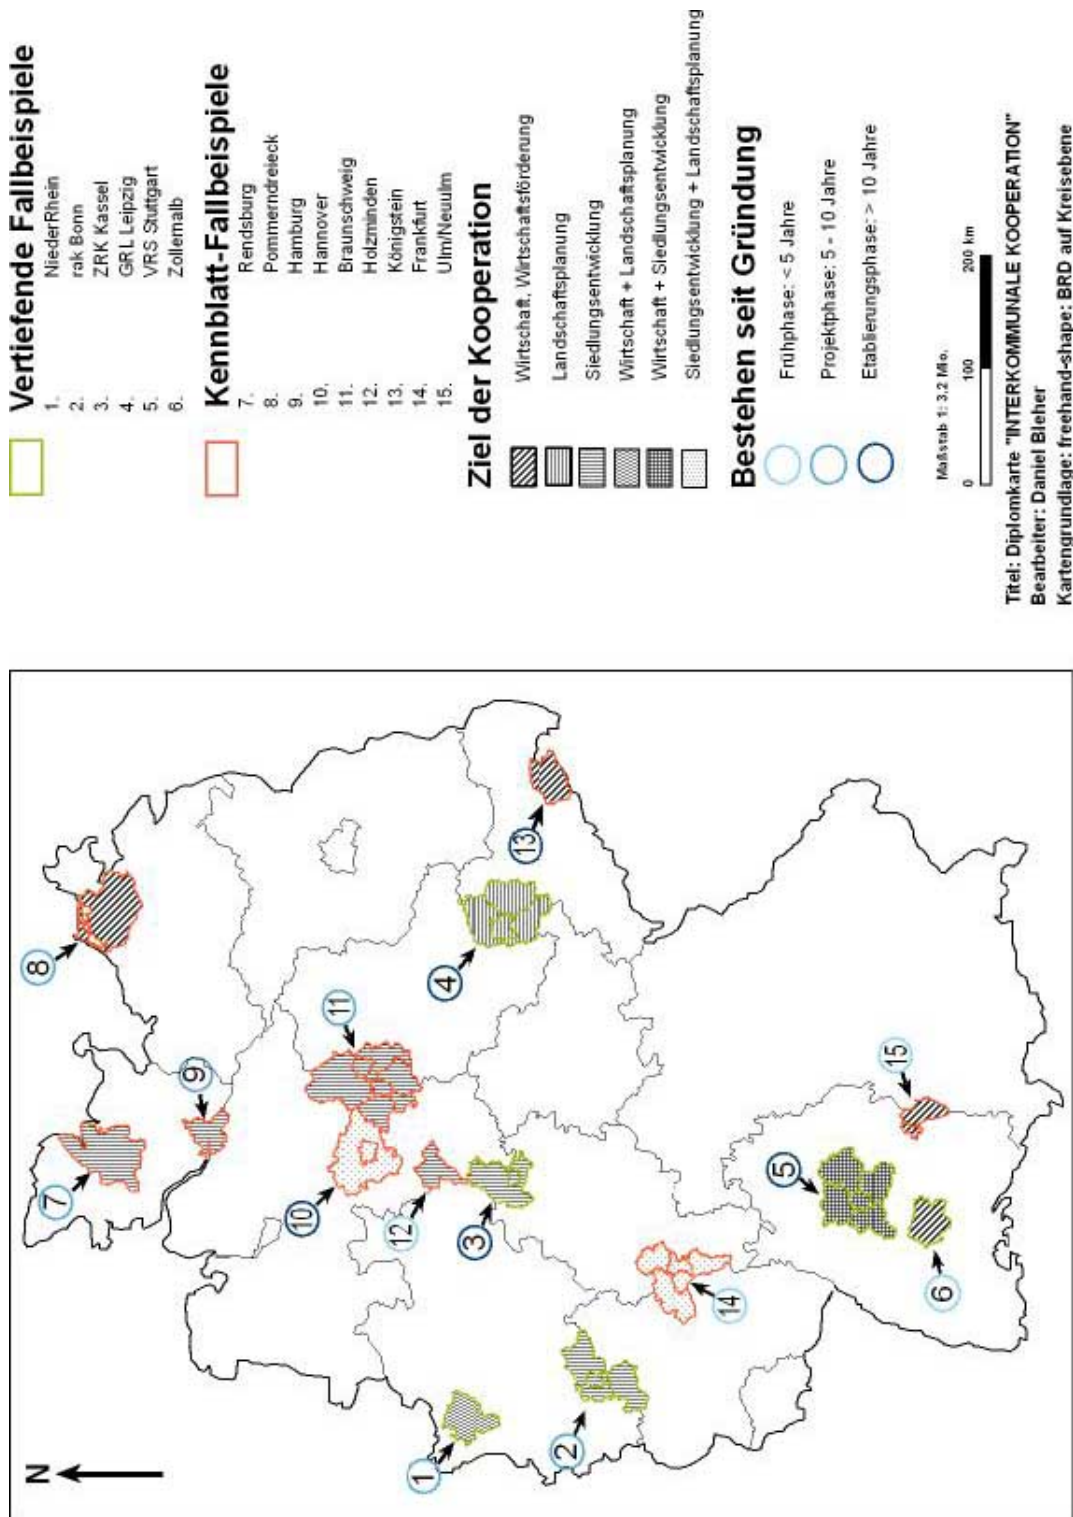 Vertiefende Fallbeispiele
1. NiederRhein
2. rak Bonn
3. ZRK Kassel
4. GRL Leipzig
5. VRS Stuttgart
6. Zollernalb
Kennblatt-Fallbeispiele
7. Rendsburg
8. Pommerndreieck
9. Hamburg
10. Hannover
11. Braunschweig
12. Holzminden
13. Königstein
14. Frankfurt
15. Ulm/Neuulm
Ziel der Kooperation
Wirtschaft, Wirtschaftsförderung
Landschaftsplanung
Siedlungsentwicklung
Wirtschaft + Landschaftsplanung
Wirtschaft + Siedlungsentwicklung
Siedlungsentwicklung + Landschaftsplanung
Bestehen seit Gründung
Frühphase: < 5 Jahre
Projektphase: 5 - 10 Jahre
Etablierungsphase: > 10 Jahre
Maßstab 1: 3,2 Mio.
0 100 200 km
Titel: Diplomkarte "INTERKOMMUNALE KOOPERATION"
Bearbeiter: Daniel Bleher
Kartengrundlage: freehand-shape: BRD auf Kreisebene
N
1
2
3
4
5
6
7
8
9
10
11
12
13
14
15